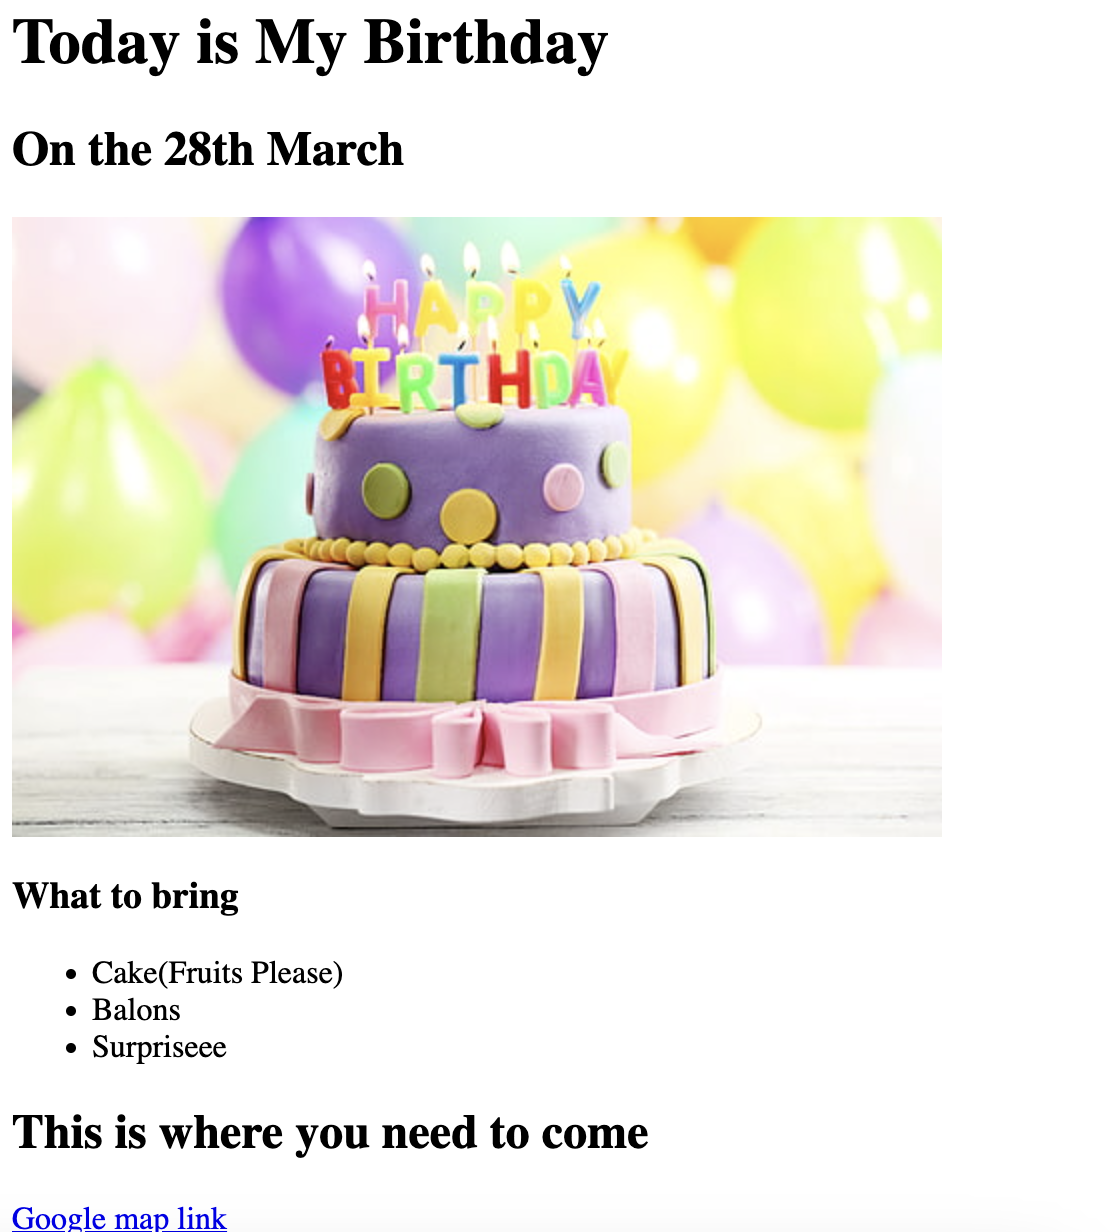 Today is My Birthday
On the 28th March
HAPPY
BIRTHDAY
What to bring
Cake(Fruits Please)
Balons
Surpriseee
This is where you need to come
Google map link